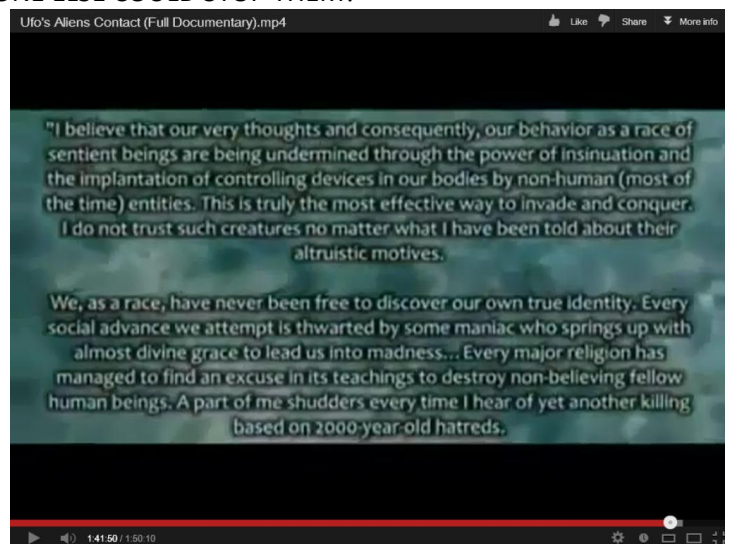 ONE ELSE COULD STOP THEM.
Ufo's Aliens Contact (Full Documentary).mp4 Like Share More info
"I believe that our very thoughts and consequently, our behavior as a race of
sentient beings are being undermined through the power of insinuation and
the implantation of controlling devices in our bodies by non-human (most of
the time) entities. This is truly the most effective way to invade and conquer.
I do not trust such creatures no matter what I have been told about their
altruistic motives.
We, as a race, have never been free to discover our own true identity. Every
social advance we attempt is thwarted by some maniac who springs up with
almost divine grace to lead us into madness... Every major religion has
managed to find an excuse in its teachings to destroy non-believing fellow
human beings. A part of me shudders every time I hear of yet another killing
based on 2000-year-old hatreds.
1:41:50 / 1:50:10